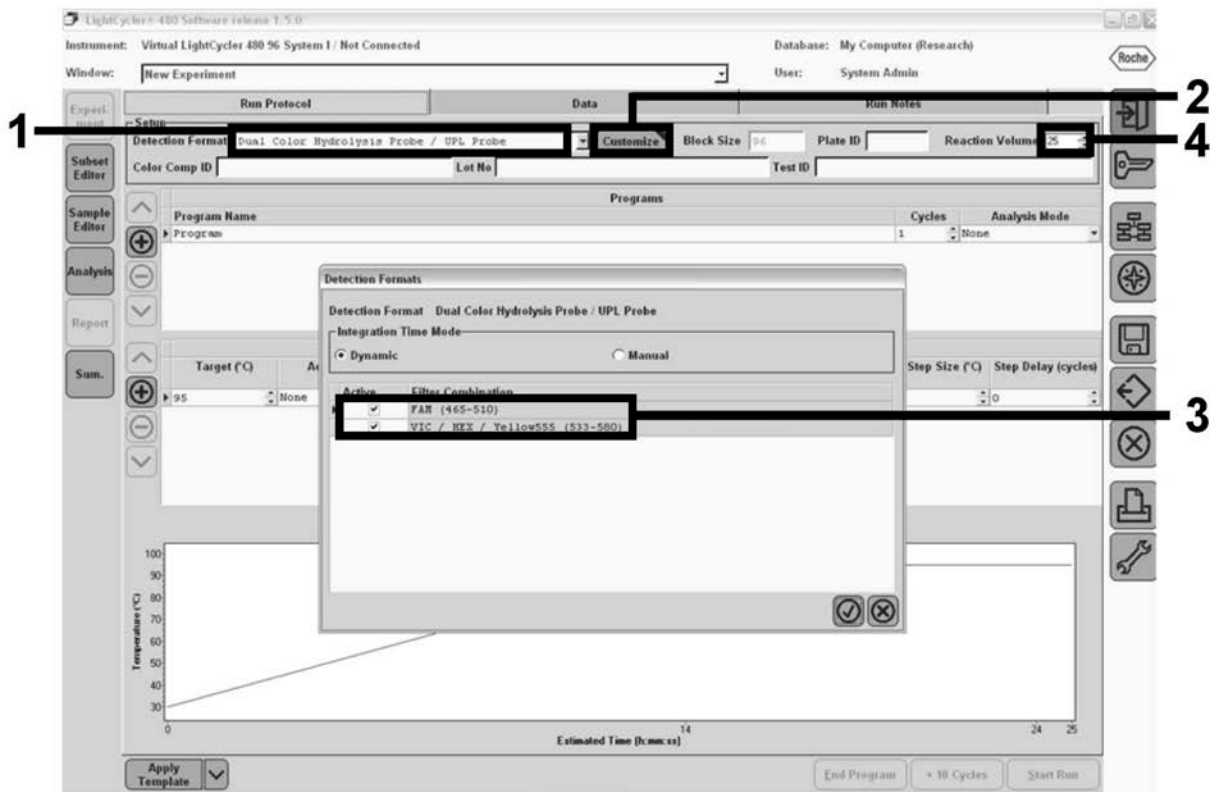 LightCycler® 480 Software release 1.5.0
Instrument: Virtual LightCycler 480 96 System I / Not Connected Database: My Computer (Research)
Roche
Window: New Experiment User: System Admin
Experi-
ment
Run Protocol Data Run Notes
2
1
Setup
Detection Format Dual Color Hydrolysis Probe / UPL Probe Customize Block Size 96 Plate ID Reaction Volume 25
4
Subset
Editor
Color Comp ID Lot No Test ID
Programs
Sample
Editor
Program Name Cycles Analysis Mode
Program 1 None
Analysis
Detection Formats
Detection Format Dual Color Hydrolysis Probe / UPL Probe
Report
Integration Time Mode
Dynamic Manual
Sum.
Target (°C) Step Size (°C) Step Delay (cycles)
Active Filter Combination
95 None 0
FAM (465-510)
3
VIC / HEX / Yellow555 (533-580)
100
90
80
70
60
50
40
30
Temperature (°C)
0 14 24 25
Estimated Time (h:mm:ss)
Apply
Template
End Program + 10 Cycles Start Run